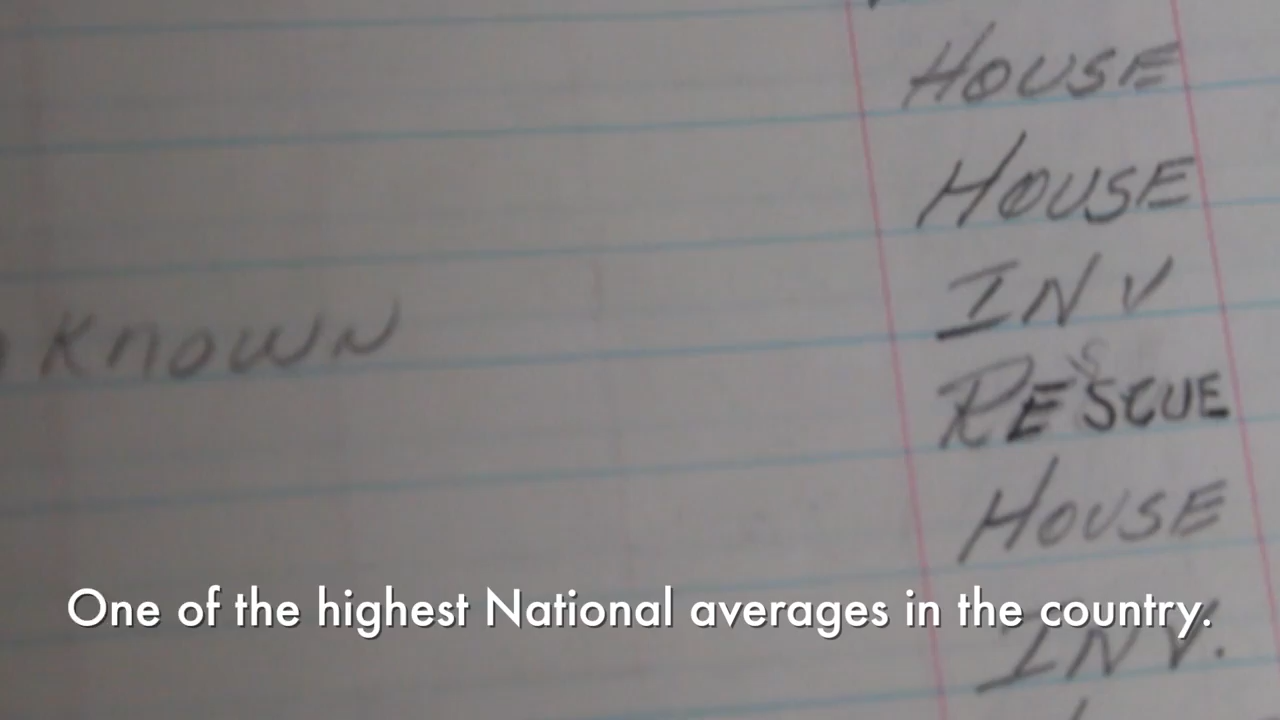 HOUSE
HOUSE
INV
KNOWN
RESCUE
HOUSE
One of the highest National averages in the country.
INV.